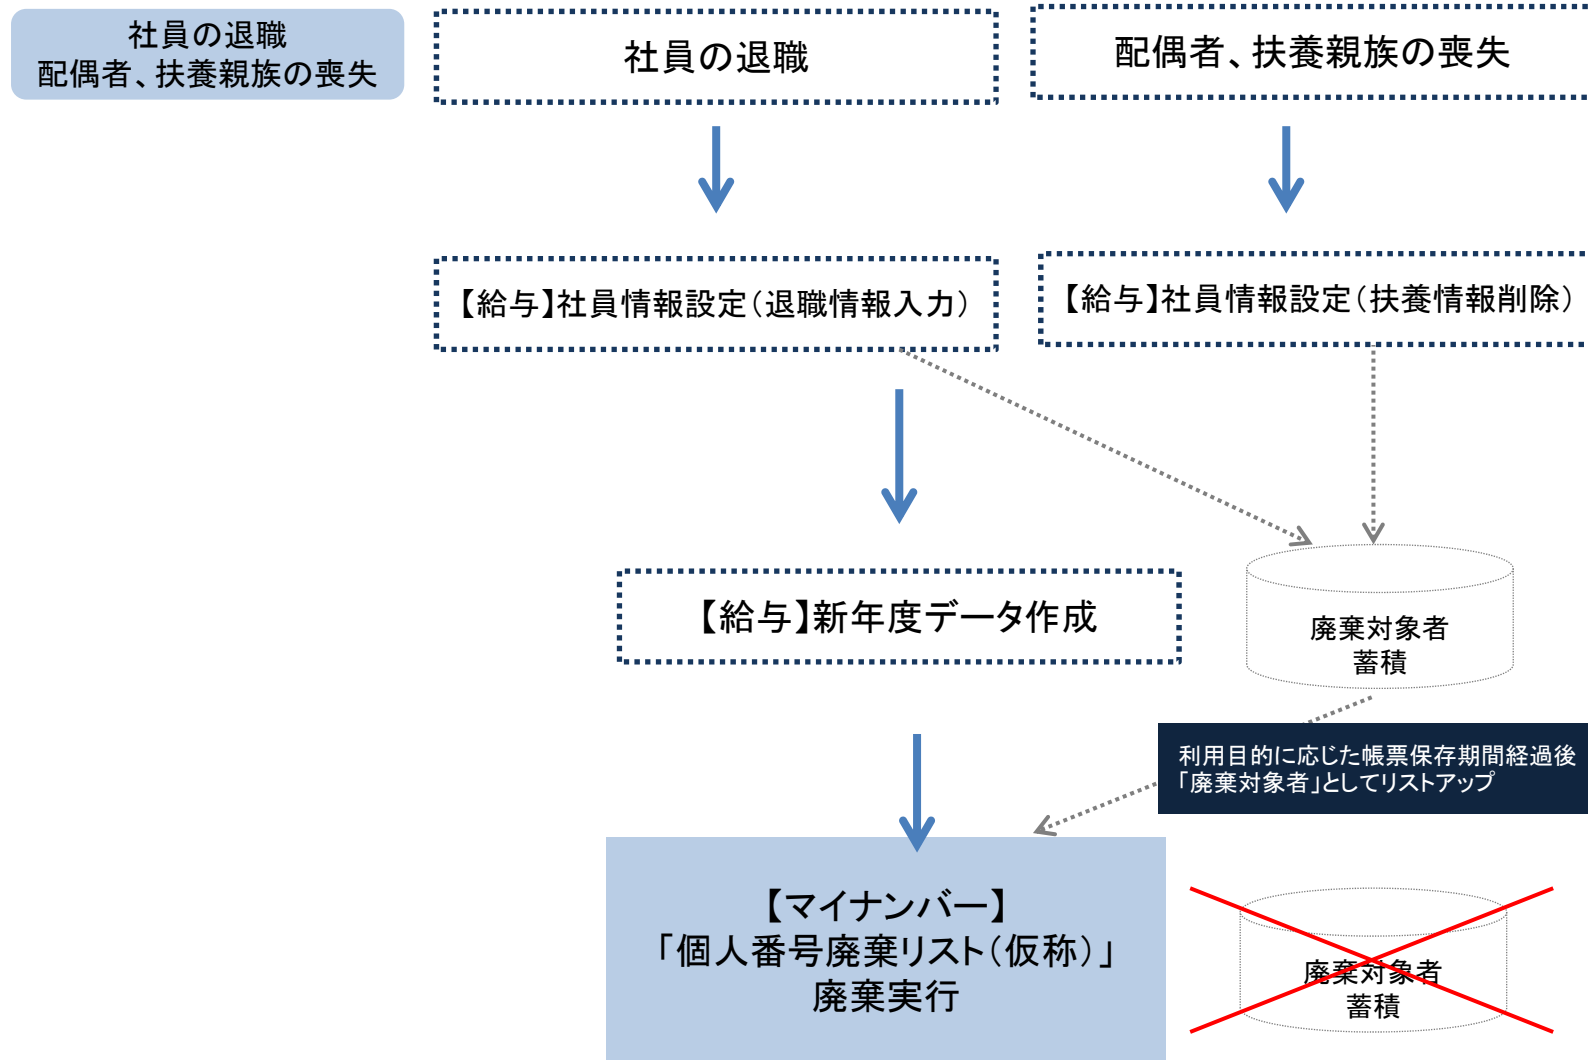 社員の退職
配偶者、扶養親族の喪失
社員の退職
配偶者、扶養親族の喪失
【給与】社員情報設定(退職情報入力)
【給与】社員情報設定(扶養情報削除)
【給与】新年度データ作成
廃棄対象者
蓄積
利用目的に応じた帳票保存期間経過後
「廃棄対象者」としてリストアップ
【マイナンバー】
「個人番号廃棄リスト(仮称)」
廃棄実行
廃棄対象者
蓄積